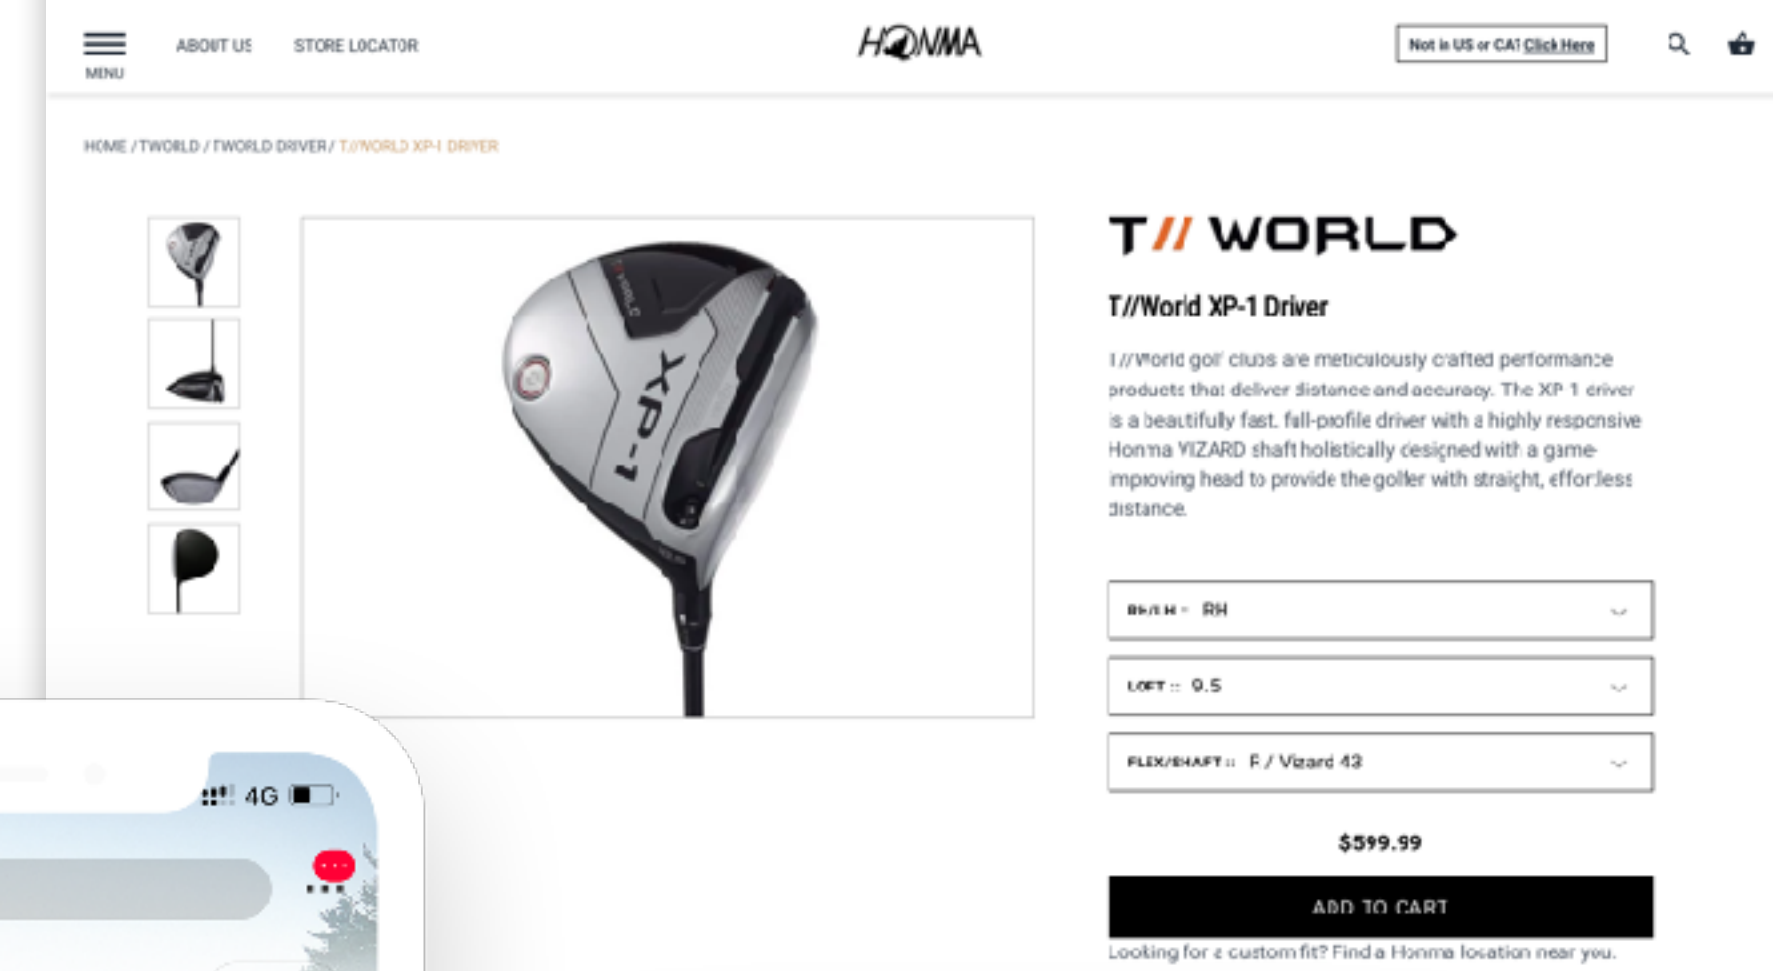 MENU
ABOUT US
STORE LOCATOR
HONMA
Not in US or CA? Click Here
HOME / TWORLD / TWORLD DRIVER / T//WORLD XP-1 DRIVER
T//WORLD
XP-1
T// WORLD
T//World XP-1 Driver
T//World golf clubs are meticulously crafted performance
products that deliver distance and accuracy. The XP-1 driver
is a beautifully fast, full-profile driver with a highly responsive
Honma VIZARD shaft holistically designed with a game-
improving head to provide the golfer with straight, effortless
distance.
RH/LH :: RH
LOFT :: 9.5
FLEX/SHAFT :: R / Vizard 43
$599.99
ADD TO CART
Looking for a custom fit? Find a Honma location near you.
4G